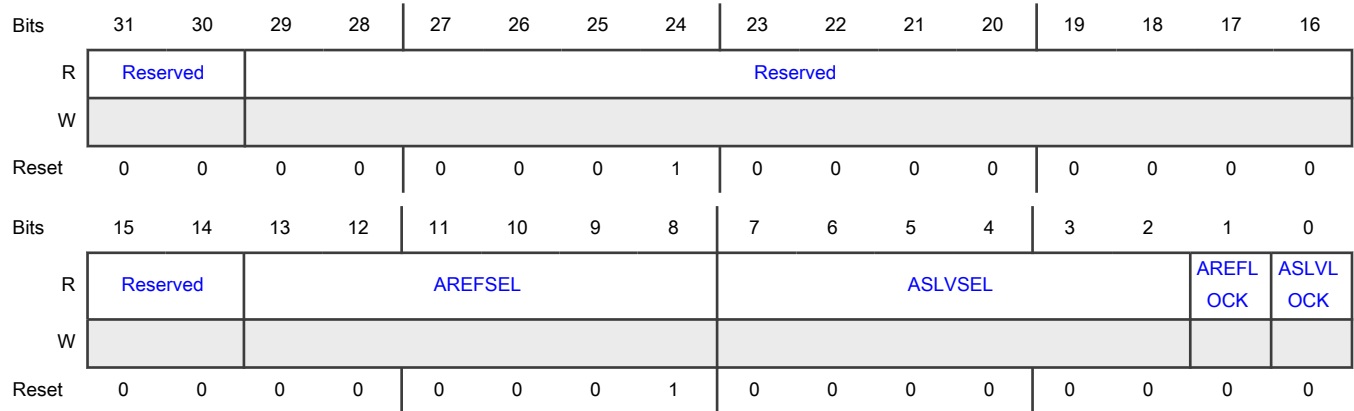 Bits 31 30 29 28 27 26 25 24 23 22 21 20 19 18 17 16
R Reserved Reserved
W
Reset 0 0 0 0 0 0 0 1 0 0 0 0 0 0 0 0
Bits 15 14 13 12 11 10 9 8 7 6 5 4 3 2 1 0
R Reserved AREFSEL ASLVSEL AREFL ASLVL
OCK OCK
W
Reset 0 0 0 0 0 0 0 1 0 0 0 0 0 0 0 0